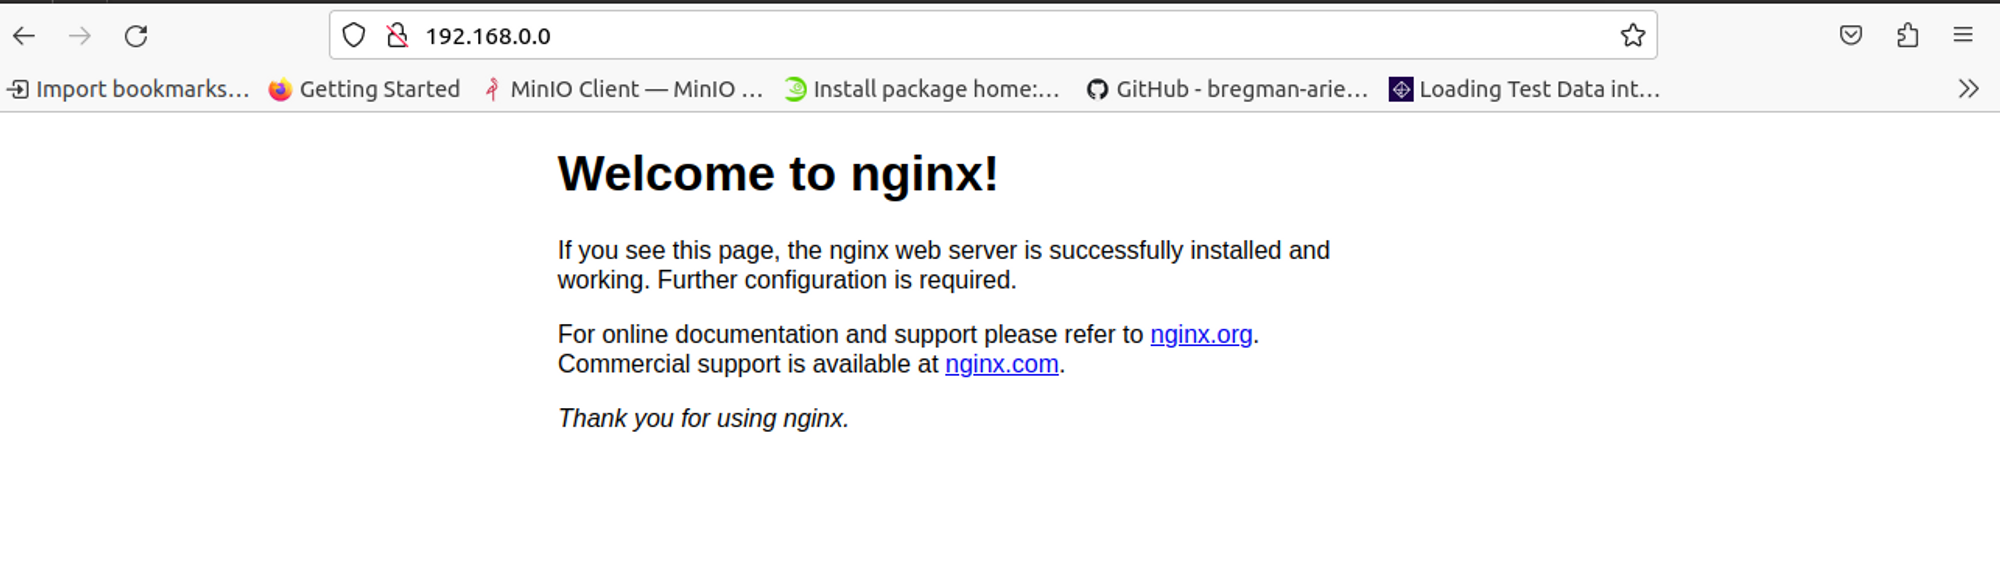 192.168.0.0
Import bookmarks... Getting Started MinIO Client — MinIO ... Install package home:... GitHub - bregman-arie... Loading Test Data int...
Welcome to nginx!
If you see this page, the nginx web server is successfully installed and
working. Further configuration is required.
For online documentation and support please refer to nginx.org.
Commercial support is available at nginx.com.
Thank you for using nginx.